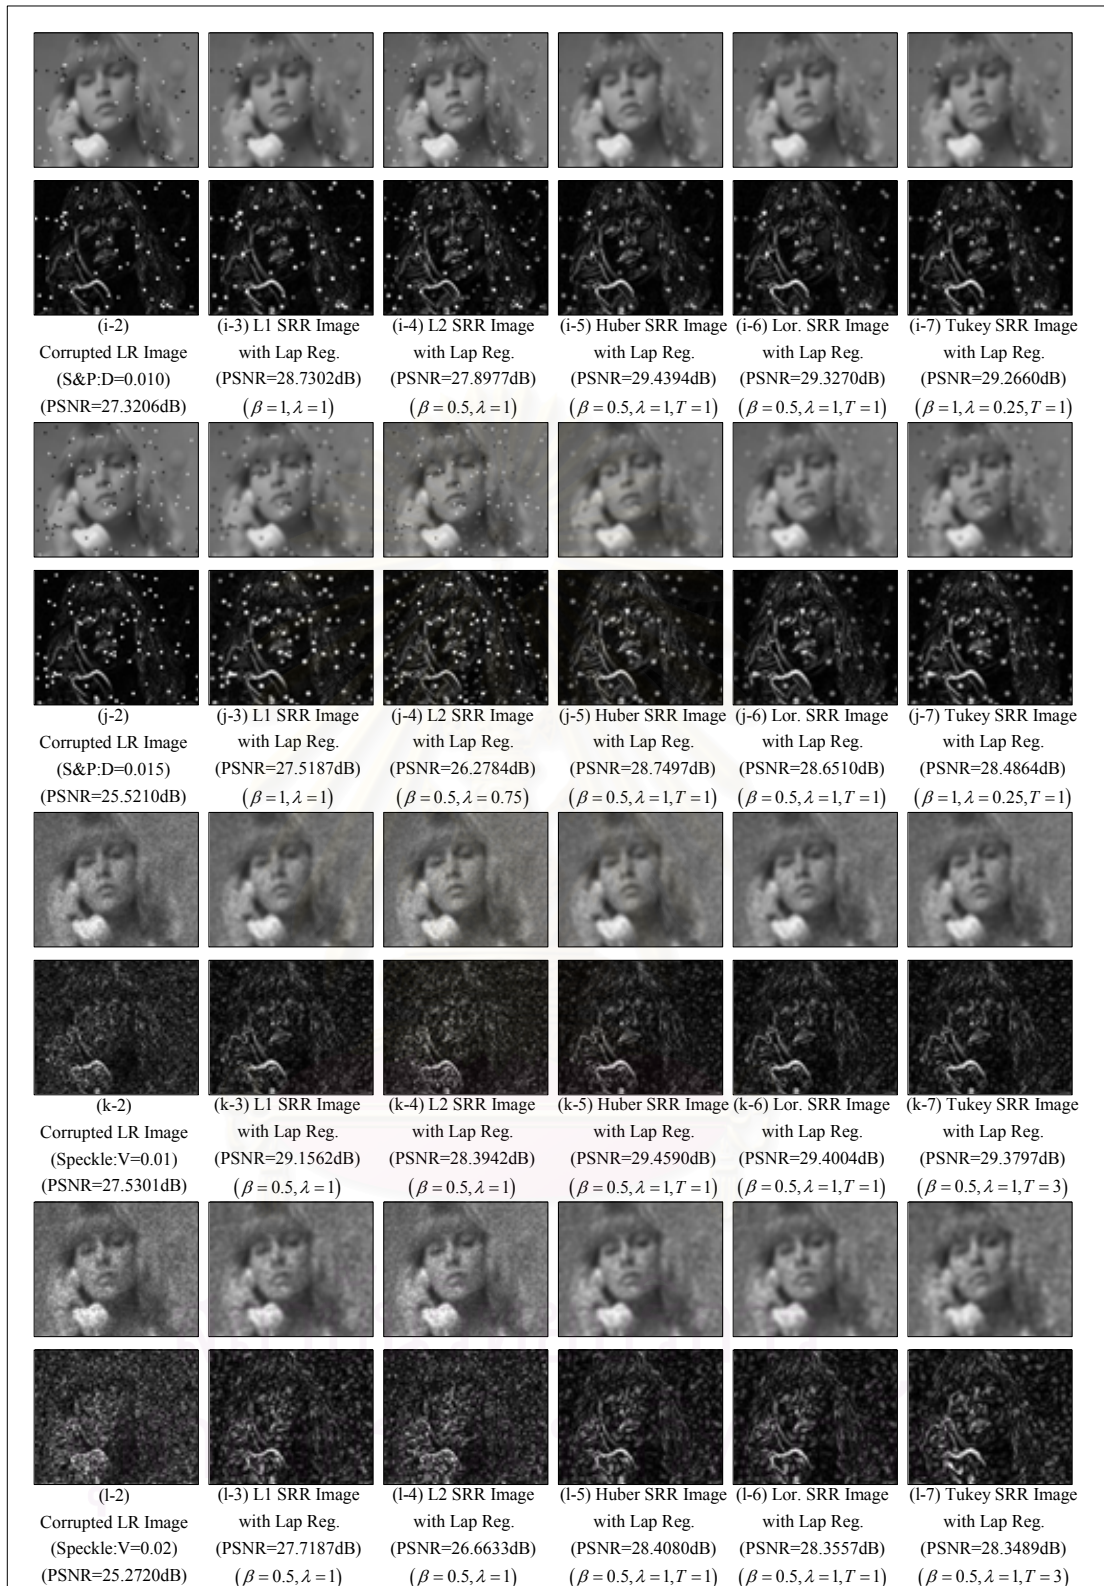 (i-2)
Corrupted LR Image
(S&P:D=0.010)
(PSNR=27.3206dB)
(i-3) L1 SRR Image
with Lap Reg.
(PSNR=28.7302dB)
(β = 1, λ = 1)
(i-4) L2 SRR Image
with Lap Reg.
(PSNR=27.8977dB)
(β = 0.5, λ = 1)
(i-5) Huber SRR Image
with Lap Reg.
(PSNR=29.4394dB)
(β = 0.5, λ = 1, T = 1)
(i-6) Lor. SRR Image
with Lap Reg.
(PSNR=29.3270dB)
(β = 0.5, λ = 1, T = 1)
(i-7) Tukey SRR Image
with Lap Reg.
(PSNR=29.2660dB)
(β = 1, λ = 0.25, T = 1)
(j-2)
Corrupted LR Image
(S&P:D=0.015)
(PSNR=25.5210dB)
(j-3) L1 SRR Image
with Lap Reg.
(PSNR=27.5187dB)
(β = 1, λ = 1)
(j-4) L2 SRR Image
with Lap Reg.
(PSNR=26.2784dB)
(β = 0.5, λ = 0.75)
(j-5) Huber SRR Image
with Lap Reg.
(PSNR=28.7497dB)
(β = 0.5, λ = 1, T = 1)
(j-6) Lor. SRR Image
with Lap Reg.
(PSNR=28.6510dB)
(β = 0.5, λ = 1, T = 1)
(j-7) Tukey SRR Image
with Lap Reg.
(PSNR=28.4864dB)
(β = 1, λ = 0.25, T = 1)
(k-2)
Corrupted LR Image
(Speckle:V=0.01)
(PSNR=27.5301dB)
(k-3) L1 SRR Image
with Lap Reg.
(PSNR=29.1562dB)
(β = 0.5, λ = 1)
(k-4) L2 SRR Image
with Lap Reg.
(PSNR=28.3942dB)
(β = 0.5, λ = 1)
(k-5) Huber SRR Image
with Lap Reg.
(PSNR=29.4590dB)
(β = 0.5, λ = 1, T = 1)
(k-6) Lor. SRR Image
with Lap Reg.
(PSNR=29.4004dB)
(β = 0.5, λ = 1, T = 1)
(k-7) Tukey SRR Image
with Lap Reg.
(PSNR=29.3797dB)
(β = 0.5, λ = 1, T = 3)
(l-2)
Corrupted LR Image
(Speckle:V=0.02)
(PSNR=25.2720dB)
(l-3) L1 SRR Image
with Lap Reg.
(PSNR=27.7187dB)
(β = 0.5, λ = 1)
(l-4) L2 SRR Image
with Lap Reg.
(PSNR=26.6633dB)
(β = 0.5, λ = 1)
(l-5) Huber SRR Image
with Lap Reg.
(PSNR=28.4080dB)
(β = 0.5, λ = 1, T = 1)
(l-6) Lor. SRR Image
with Lap Reg.
(PSNR=28.3557dB)
(β = 0.5, λ = 1, T = 1)
(l-7) Tukey SRR Image
with Lap Reg.
(PSNR=28.3489dB)
(β = 0.5, λ = 1, T = 3)